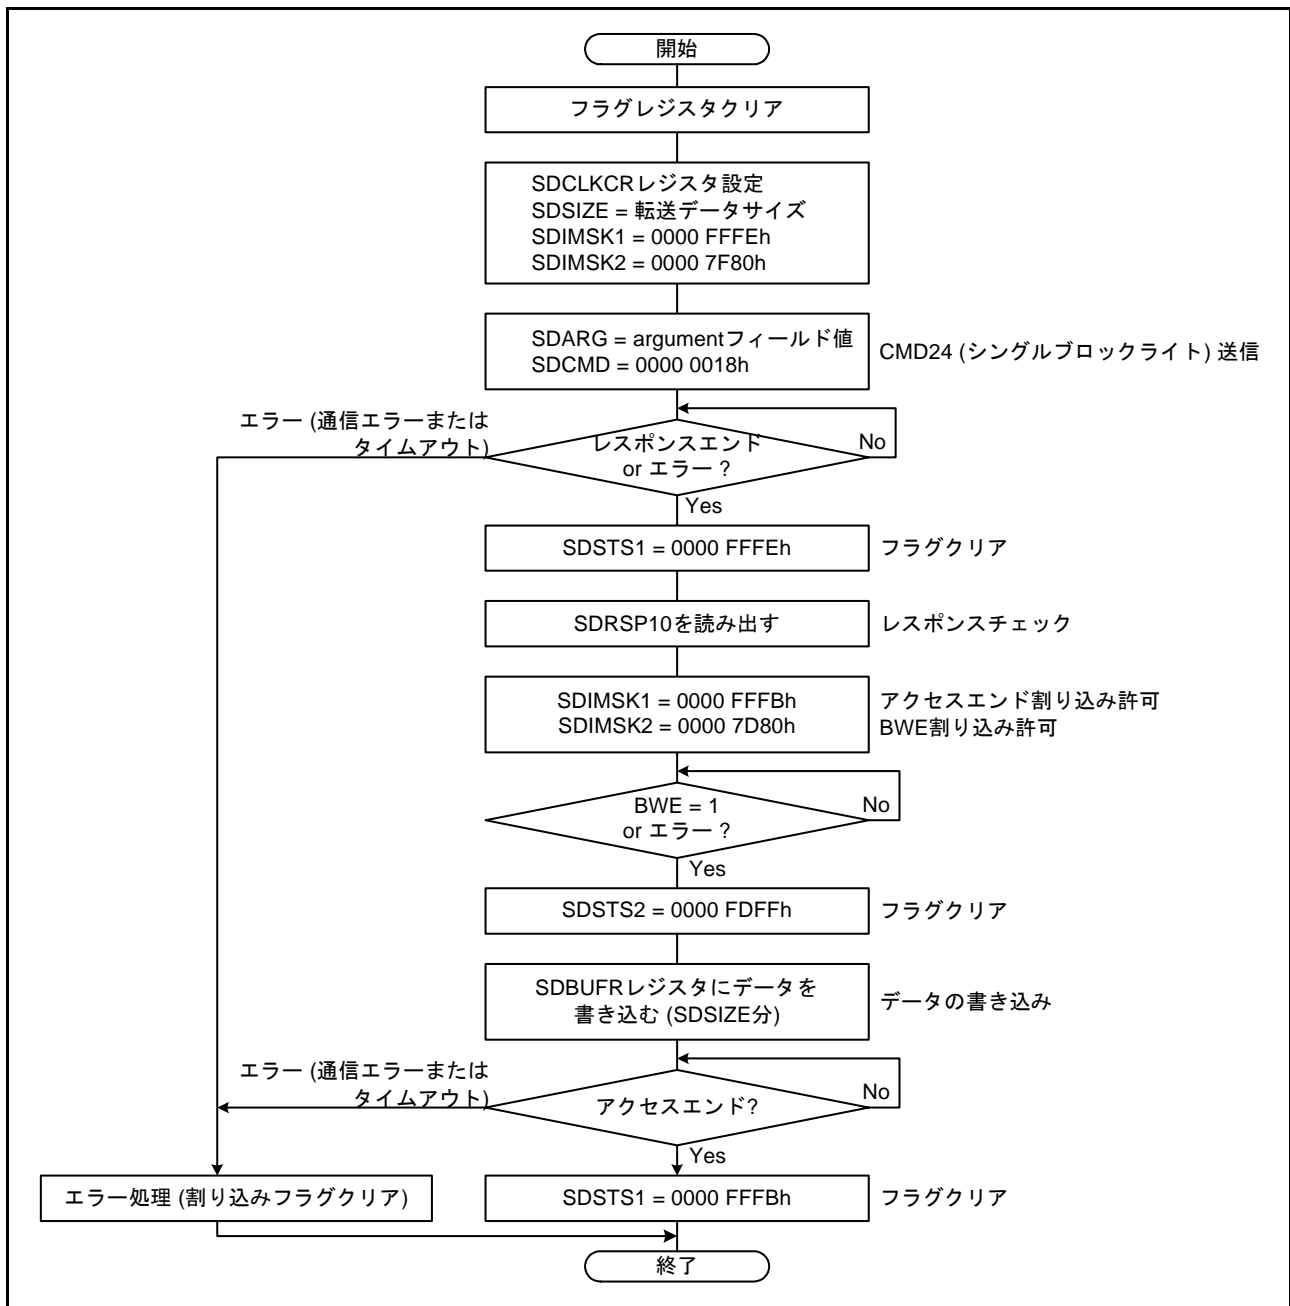 開始
フラグレジスタクリア
SDCLKCRレジスタ設定
SDSIZE = 転送データサイズ
SDIMSK1 = 0000 FFFEh
SDIMSK2 = 0000 7F80h
SDARG = argumentフィールド値
SDCMD = 0000 0018h
CMD24 (シングルブロックライト) 送信
エラー (通信エラーまたは
タイムアウト)
レスポンスエンド
or エラー ?
No
Yes
SDSTS1 = 0000 FFFEh
フラグクリア
SDRSP10を読み出す
レスポンスチェック
SDIMSK1 = 0000 FFFBh
SDIMSK2 = 0000 7D80h
アクセスエンド割り込み許可
BWE割り込み許可
BWE = 1
or エラー ?
No
Yes
SDSTS2 = 0000 FDFFh
フラグクリア
SDBUFRレジスタにデータを
書き込む (SDSIZE分)
データの書き込み
エラー (通信エラーまたは
タイムアウト)
アクセスエンド?
No
Yes
エラー処理 (割り込みフラグクリア)
SDSTS1 = 0000 FFFBh
フラグクリア
終了